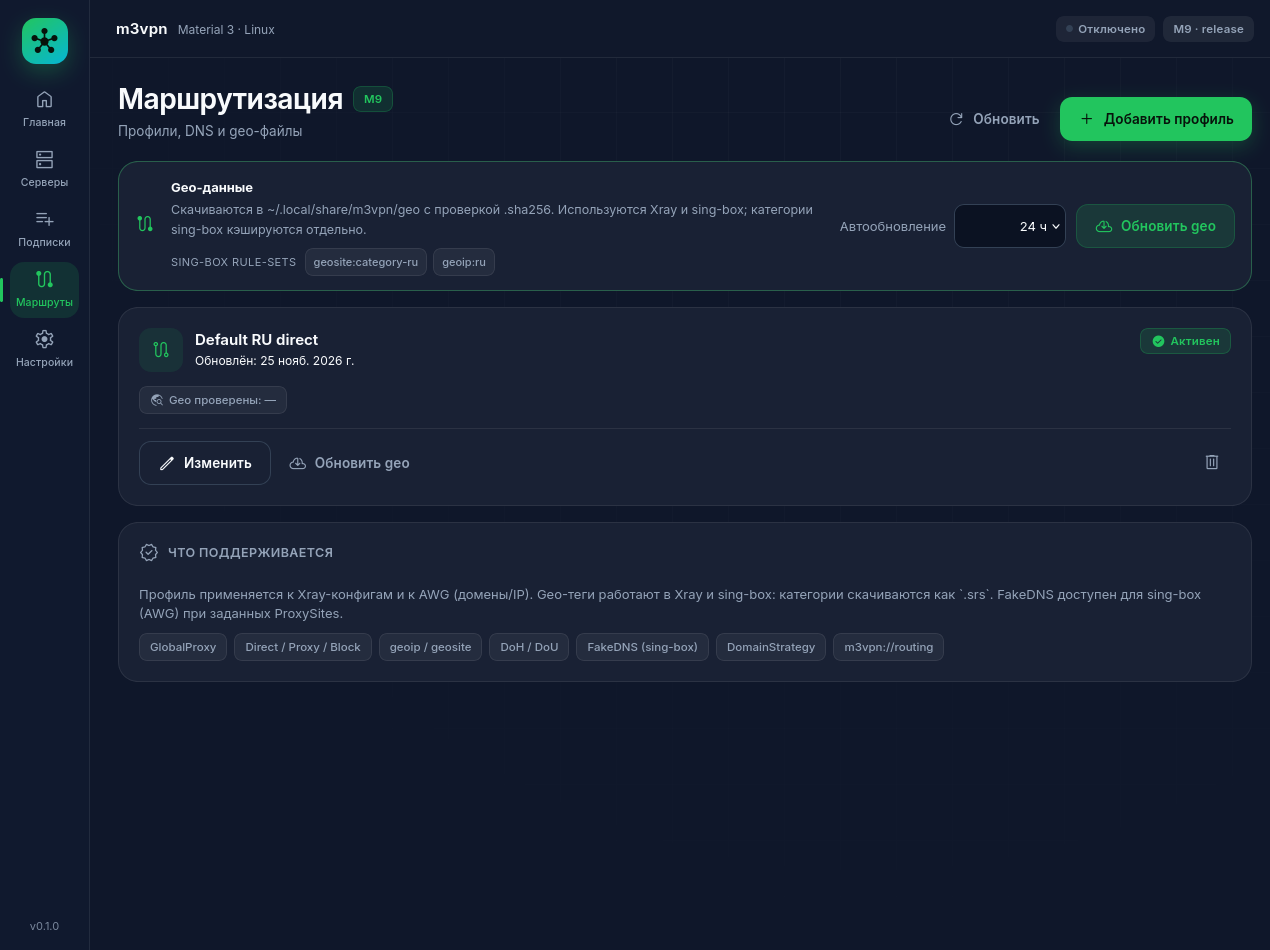 m3vpn Material 3 · Linux
Отключено
M9 · release
Главная
Серверы
Подписки
Маршруты
Настройки
v0.1.0
Маршрутизация M9
Профили, DNS и geo-файлы
Обновить
Добавить профиль
Geo-данные
Скачиваются в ~/.local/share/m3vpn/geo с проверкой .sha256. Используются Xray и sing-box; категории
sing-box кэшируются отдельно.
SING-BOX RULE-SETS geosite:category-ru geoip:ru
Автообновление 24 ч
Обновить geo
Default RU direct
Обновлён: 25 нояб. 2026 г.
Активен
Geo проверены: —
Изменить
Обновить geo
ЧТО ПОДДЕРЖИВАЕТСЯ
Профиль применяется к Xray-конфигам и к AWG (домены/IP). Geo-теги работают в Xray и sing-box: категории скачиваются как `.srs`. FakeDNS доступен для sing-box
(AWG) при заданных ProxySites.
GlobalProxy Direct / Proxy / Block geoip / geosite DoH / DoU FakeDNS (sing-box) DomainStrategy m3vpn://routing